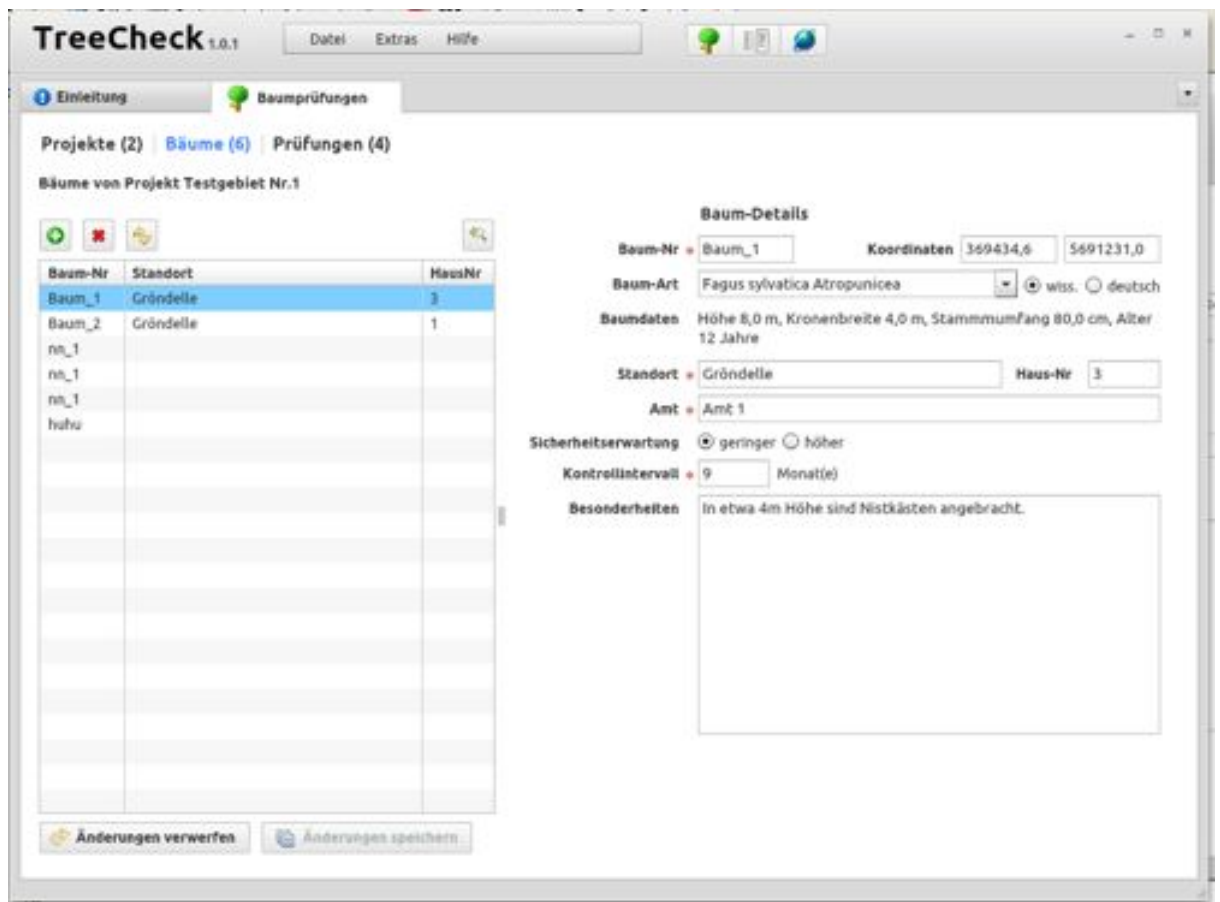 TreeCheck 1.0.1
Datei Extras Hilfe
Einleitung Baumprüfungen
Projekte (2) Bäume (6) Prüfungen (4)
Bäume von Projekt Testgebiet Nr.1
Baum-Nr Standort HausNr
Baum_1 Gröndelle 3
Baum_2 Gröndelle 1
nn_1
nn_1
nn_1
huhu
Änderungen verwerfen Änderungen speichern
Baum-Details
Baum-Nr * Baum_1 Koordinaten 369434,6 5691231,0
Baum-Art Fagus sylvatica Atropunicea wiss. deutsch
Baumdaten Höhe 8,0 m, Kronenbreite 4,0 m, Stammmumfang 80,0 cm, Alter
12 Jahre
Standort * Gröndelle Haus-Nr 3
Amt * Amt 1
Sicherheitserwartung geringer höher
Kontrollintervall * 9 Monat(e)
Besonderheiten In etwa 4m Höhe sind Nistkästen angebracht.